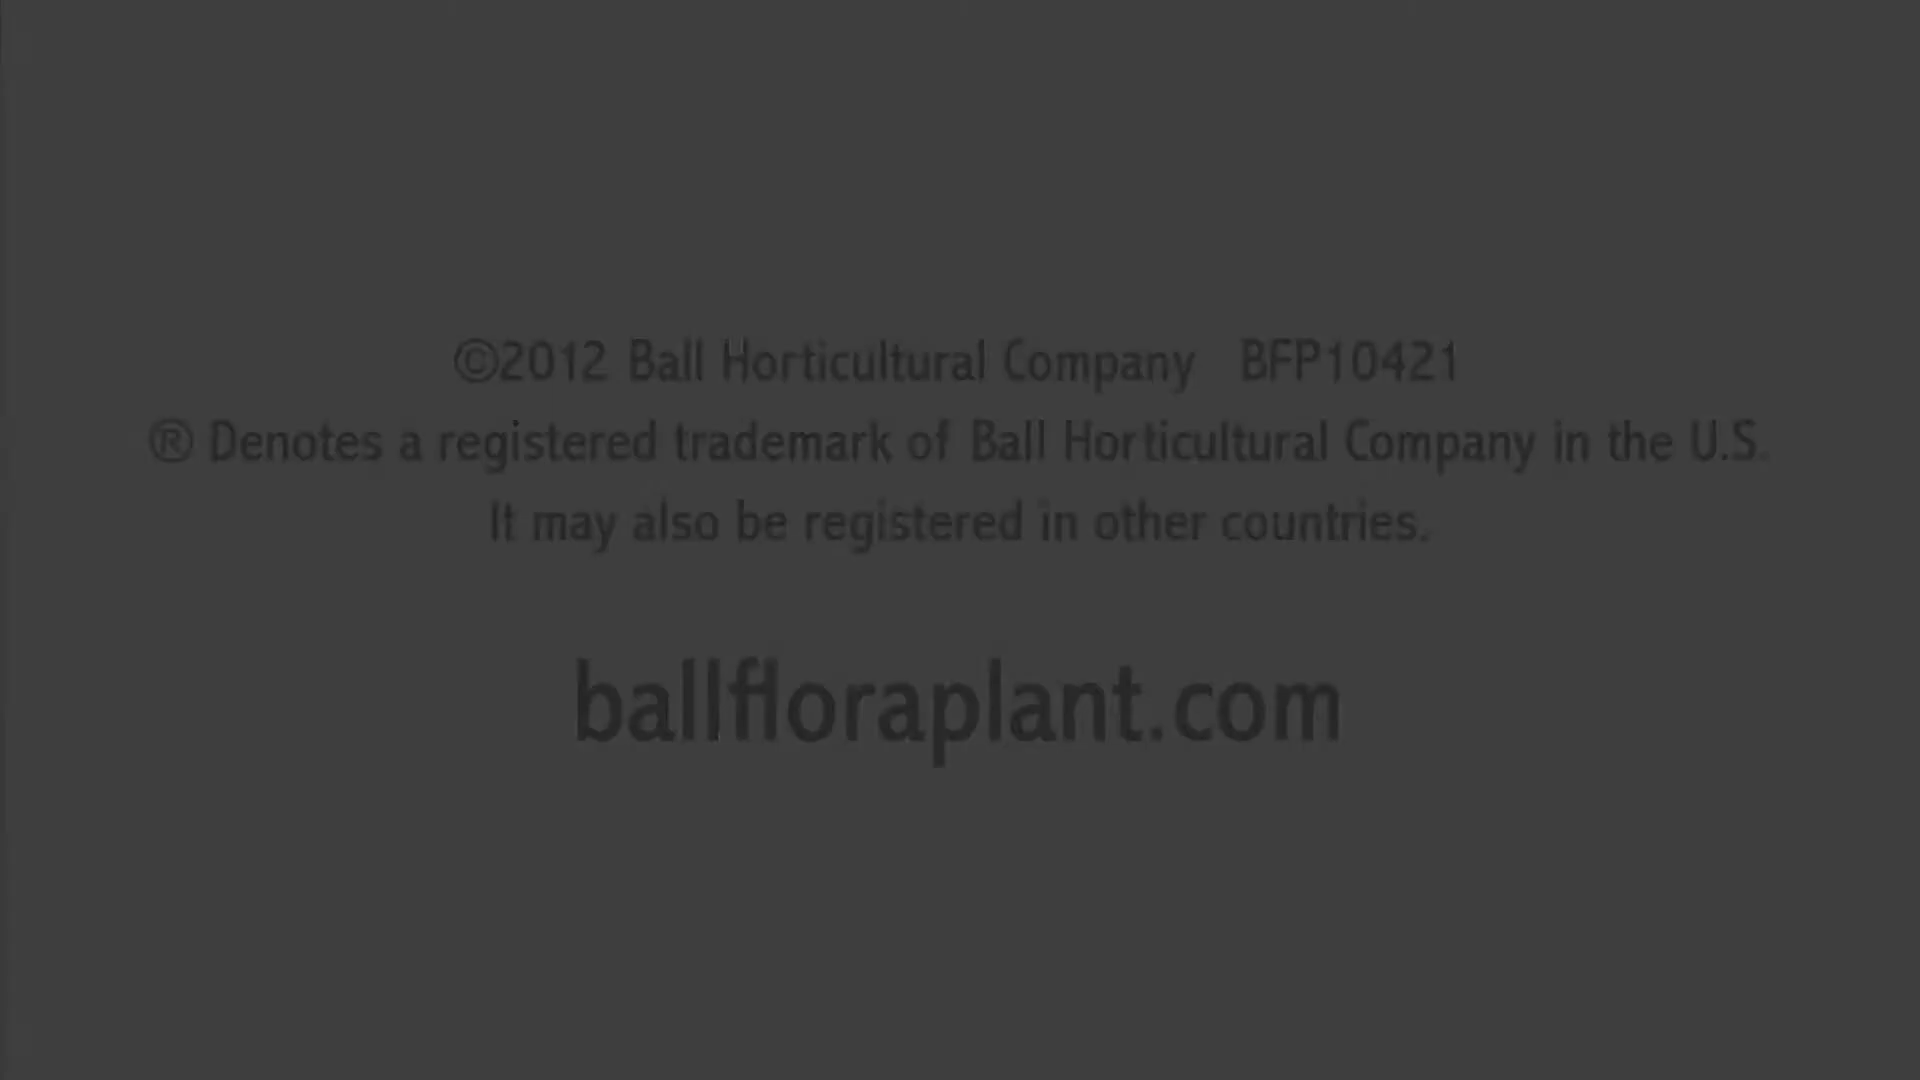 ©2012 Ball Horticultural Company BFP10421
® Denotes a registered trademark of Ball Horticultural Company in the U.S.
It may also be registered in other countries.
ballfloraplant.com